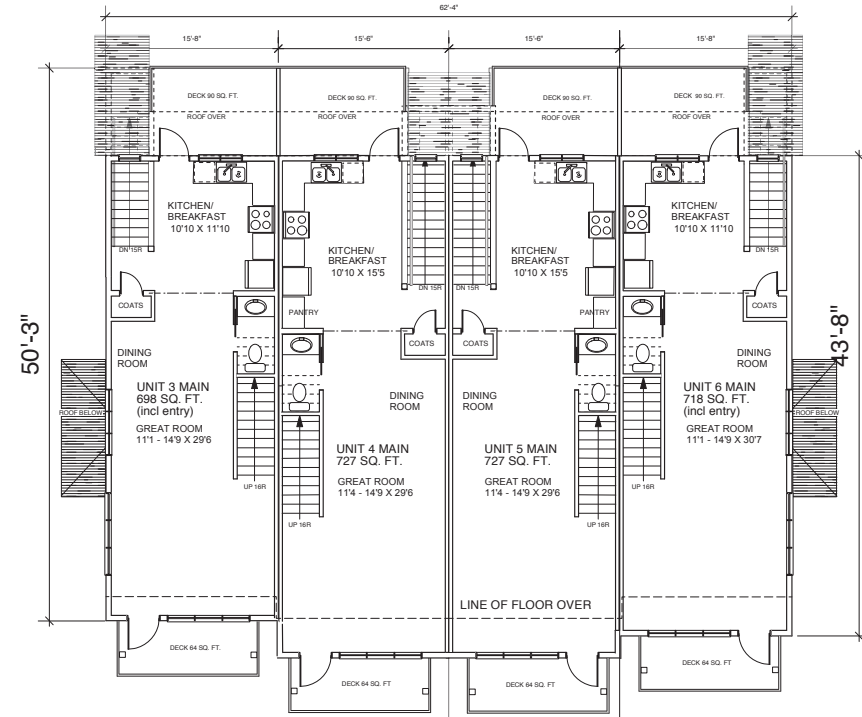 62'-4"
15'-8"
15'-6"
15'-6"
15'-8"
DECK 90 SQ. FT.
ROOF OVER
DECK 90 SQ. FT.
ROOF OVER
DECK 90 SQ. FT.
ROOF OVER
DECK 90 SQ. FT.
ROOF OVER
KITCHEN/
BREAKFAST
10'10 X 11'10
KITCHEN/
BREAKFAST
10'10 X 15'5
KITCHEN/
BREAKFAST
10'10 X 15'5
KITCHEN/
BREAKFAST
10'10 X 11'10
DN 15R
DN 15R
DN 15R
DN 15R
COATS
PANTRY
PANTRY
COATS
COATS
COATS
50'-3"
43'-8"
DINING
ROOM
UNIT 3 MAIN
698 SQ. FT.
(incl entry)
GREAT ROOM
11'1 - 14'9 X 29'6
UP 16R
ROOF BELOW
DINING
ROOM
UNIT 4 MAIN
727 SQ. FT.
GREAT ROOM
11'4 - 14'9 X 29'6
UP 16R
DINING
ROOM
UNIT 5 MAIN
727 SQ. FT.
GREAT ROOM
11'4 - 14'9 X 29'6
UP 16R
DINING
ROOM
UNIT 6 MAIN
718 SQ. FT.
(incl entry)
GREAT ROOM
11'1 - 14'9 X 30'7
UP 16R
ROOF BELOW
LINE OF FLOOR OVER
DECK 64 SQ. FT
DECK 64 SQ. FT
DECK 64 SQ. FT
DECK 64 SQ. FT